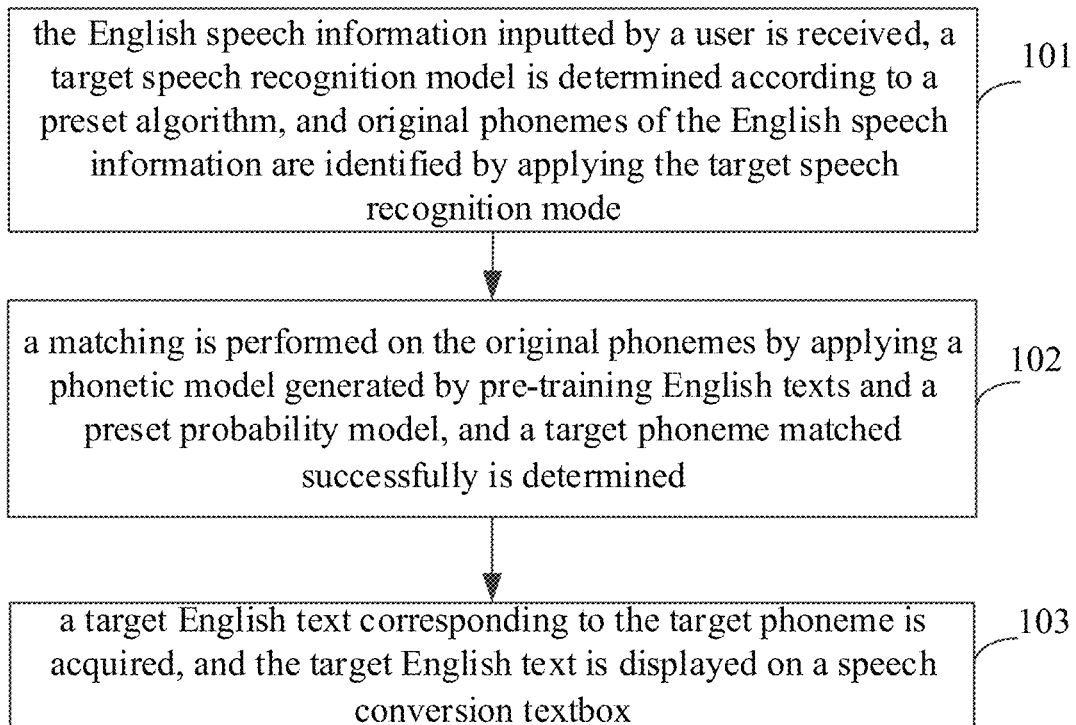 the English speech information inputted by a user is received, a
target speech recognition model is determined according to a
preset algorithm, and original phonemes of the English speech
information are identified by applying the target speech
recognition mode
101
a matching is performed on the original phonemes by applying a
phonetic model generated by pre-training English texts and a
preset probability model, and a target phoneme matched
successfully is determined
102
a target English text corresponding to the target phoneme is
acquired, and the target English text is displayed on a speech
conversion textbox
103